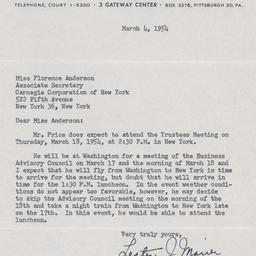 TELEPHONE, COURT 1-5300 • 3 GATEWAY CENTER • BOX 2278, PITTSBURGH 30, PA.
March 4, 1954
Miss Florence Anderson
Associate Secretary
Carnegie Corporation of New York
522 Fifth Avenue
New York 36, New York
Dear Miss Anderson:
Mr. Price does expect to attend the Trustees Meeting on
Thursday, March 18, 1954, at 2:30 P.M. in New York.
He will be at Washington for a meeting of the Business
Advisory Council on March 17 and the morning of March 18 and
I expect that he will fly from Washington to New York in time
to arrive for the meeting, but doubt that he will arrive in
time for the 1:30 P.M. luncheon. In the event weather condi-
tions do not appear too favorable, however, he may decide
to skip the Advisory Council meeting on the morning of the
18th and take a night train from Washington to New York late
on the 17th. In this event, he would be able to attend the
luncheon.
Very truly yours,